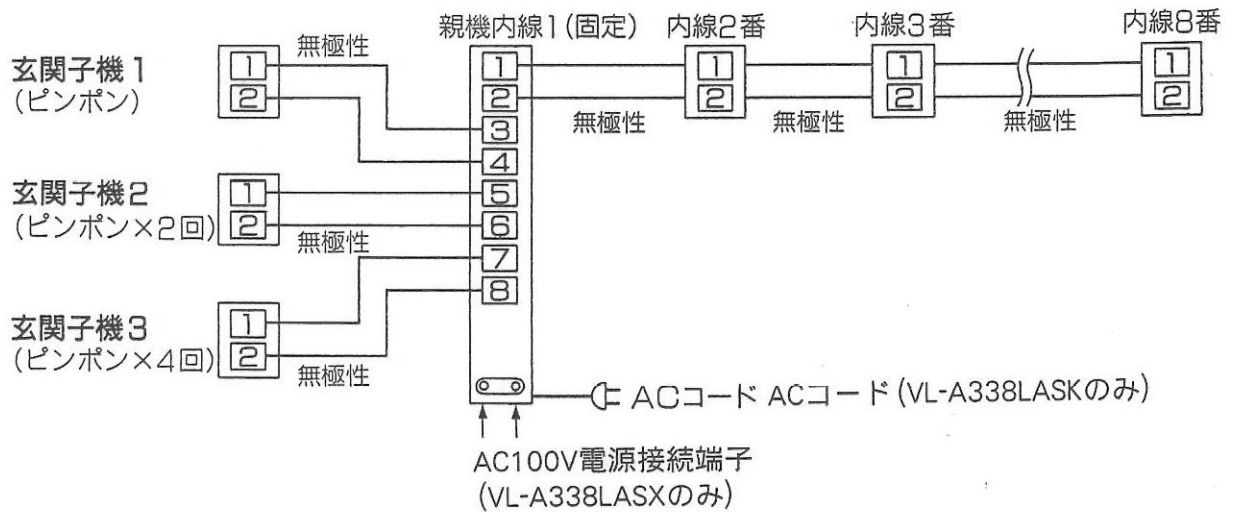 親機内線1(固定) 内線2番 内線3番 内線8番
玄関子機1
(ピンポン)
1
2
無極性
1
2
3
4
5
6
7
8
1
2
無極性
1
2
無極性
1
2
無極性
玄関子機2
(ピンポン×2回)
1
2
無極性
玄関子機3
(ピンポン×4回)
1
2
無極性
ACコード ACコード(VL-A338LASKのみ)
AC100V電源接続端子
(VL-A338LASXのみ)